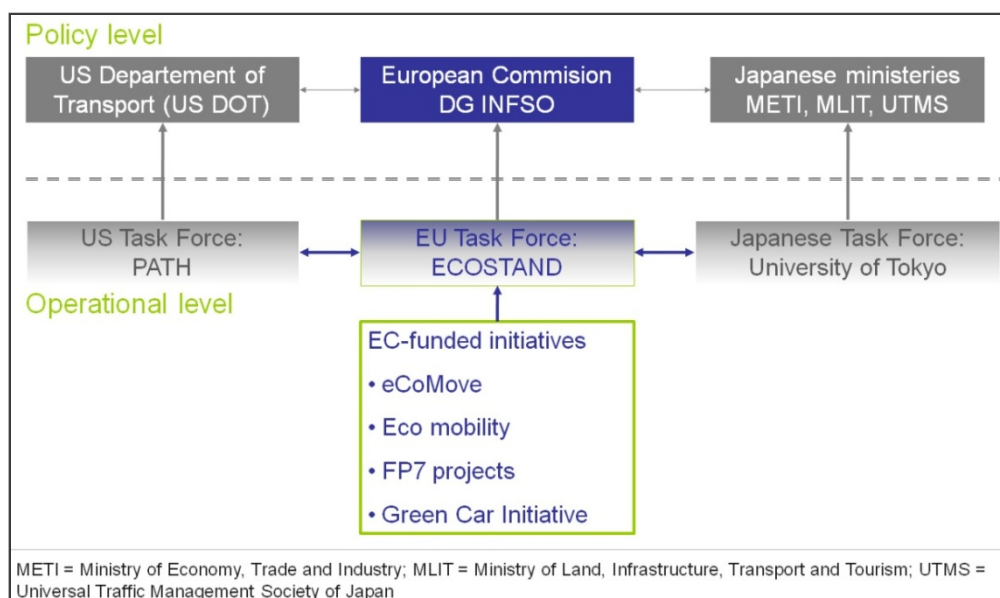 Policy level
US Departement of
Transport (US DOT)
European Commision
DG INFSO
Japanese ministeries
METI, MLIT, UTMS
US Task Force:
PATH
EU Task Force:
ECOSTAND
Japanese Task Force:
University of Tokyo
Operational level
EC-funded initiatives
• eCoMove
• Eco mobility
• FP7 projects
• Green Car Initiative
METI = Ministry of Economy, Trade and Industry; MLIT = Ministry of Land, Infrastructure, Transport and Tourism; UTMS =
Universal Traffic Management Society of Japan